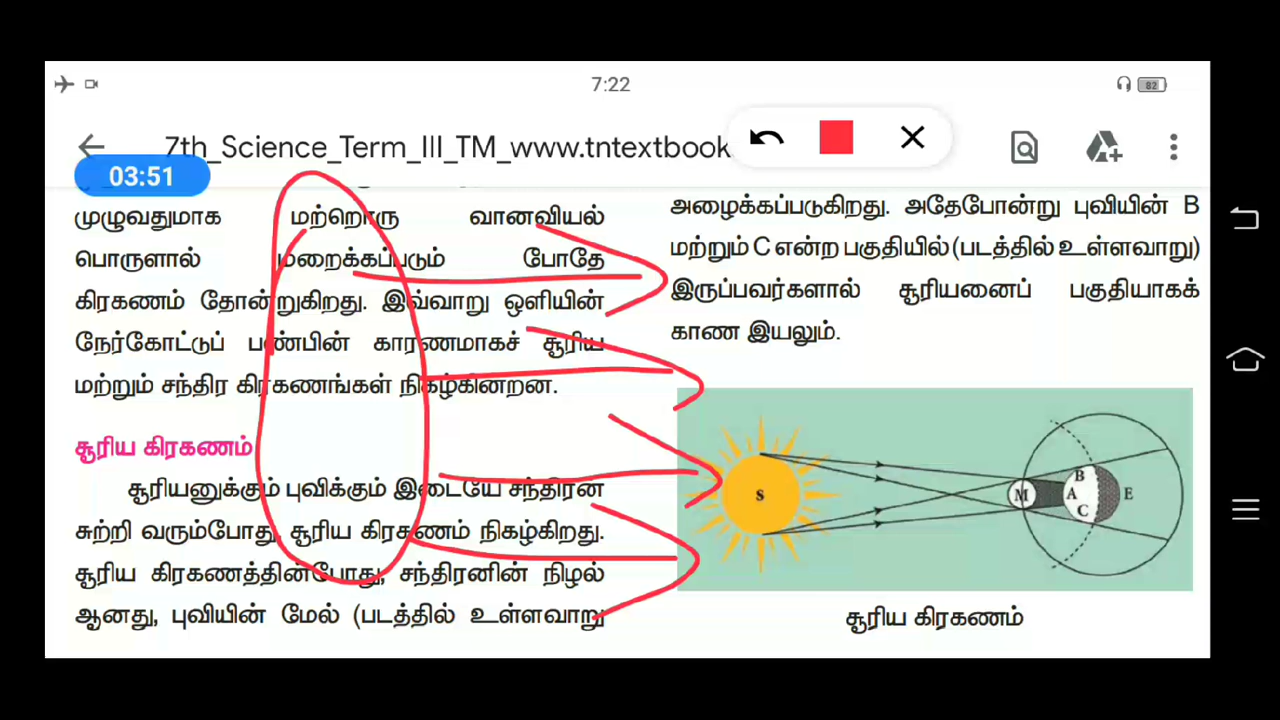 7:22
82
7th_Science_Term_III_TM_www.tntextbook
03:51
முழுவதுமாக மற்றொரு வானவியல்
பொருளால் மறைக்கப்படும் போதே
கிரகணம் தோன்றுகிறது. இவ்வாறு ஒளியின்
நேர்கோட்டுப் பண்பின் காரணமாகச் சூரிய
மற்றும் சந்திர கிரகணங்கள் நிகழ்கின்றன.
சூரிய கிரகணம்
சூரியனுக்கும் புவிக்கும் இடையே சந்திரன்
சுற்றி வரும்போது, சூரிய கிரகணம் நிகழ்கிறது.
சூரிய கிரகணத்தின்போது, சந்திரனின் நிழல்
ஆனது, புவியின் மேல் (படத்தில் உள்ளவாறு
அழைக்கப்படுகிறது. அதேபோன்று புவியின் B
மற்றும் C என்ற பகுதியில் (படத்தில் உள்ளவாறு)
இருப்பவர்களால் சூரியனைப் பகுதியாகக்
காண இயலும்.
S
M
B
A
C
E
சூரிய கிரகணம்